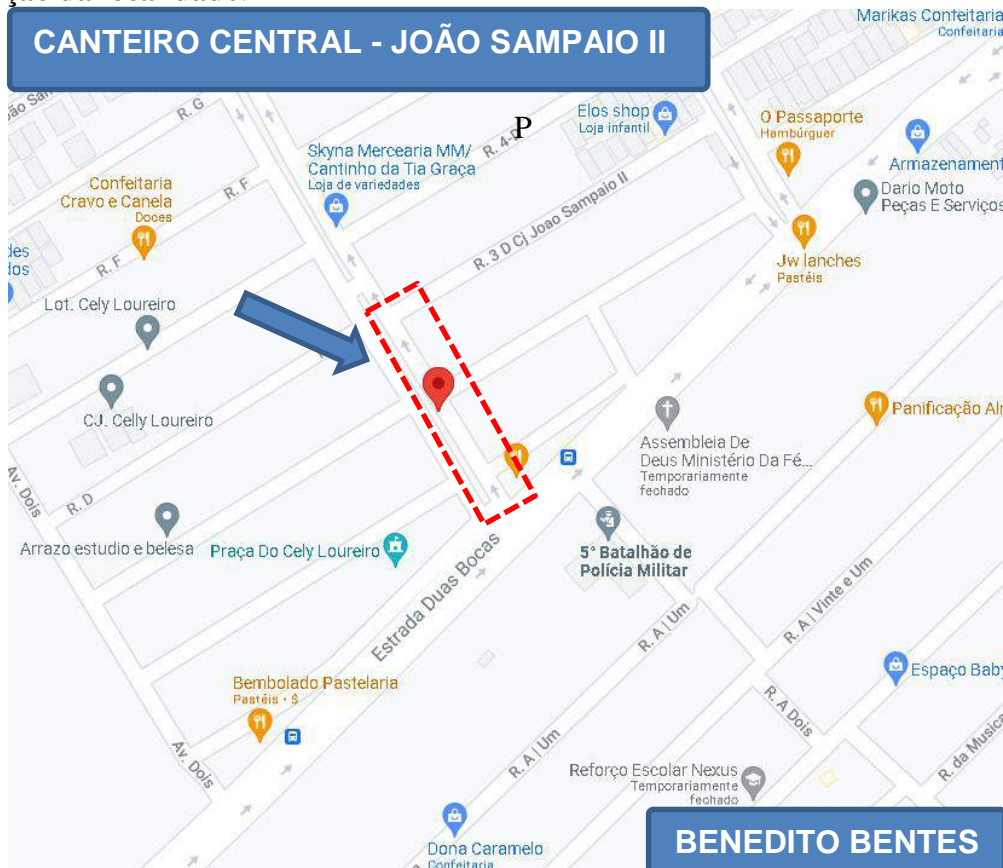 CANTEIRO CENTRAL - JOÃO SAMPAIO II
Marikas Confeitaria
Confeitaria
R. G
P
R. 4-
Elos shop
Loja infantil
O Passaporte
Hambúrguer
Skyna Mercearia MM/
Cantinho da Tia Graça
Loja de variedades
Armazenament
Confeitaria
Cravo e Canela
Doces
R. F
Dario Moto
Peças E Serviços
R. 3 D Cj Joao Sampaio II
R. F
Jw lanches
Pastéis
des
dos
Lot. Cely Loureiro
CJ. Celly Loureiro
Panificação Alr
Assembleia De
Deus Ministério Da Fé...
Temporariamente
fechado
Av. Dois
R. D
Arrazo estudio e belesa
Praça Do Cely Loureiro
5° Batalhão de
Polícia Militar
Estrada Duas Bocas
R. A I Um
R. A I Vinte e Um
Espaço Baby
Bembolado Pastelaria
Pastéis · $
R. A Dois
Av. Dois
R. A I Um
R. da Musica
Reforço Escolar Nexus
Temporariamente
fechado
Dona Caramelo
Confeitaria
BENEDITO BENTES